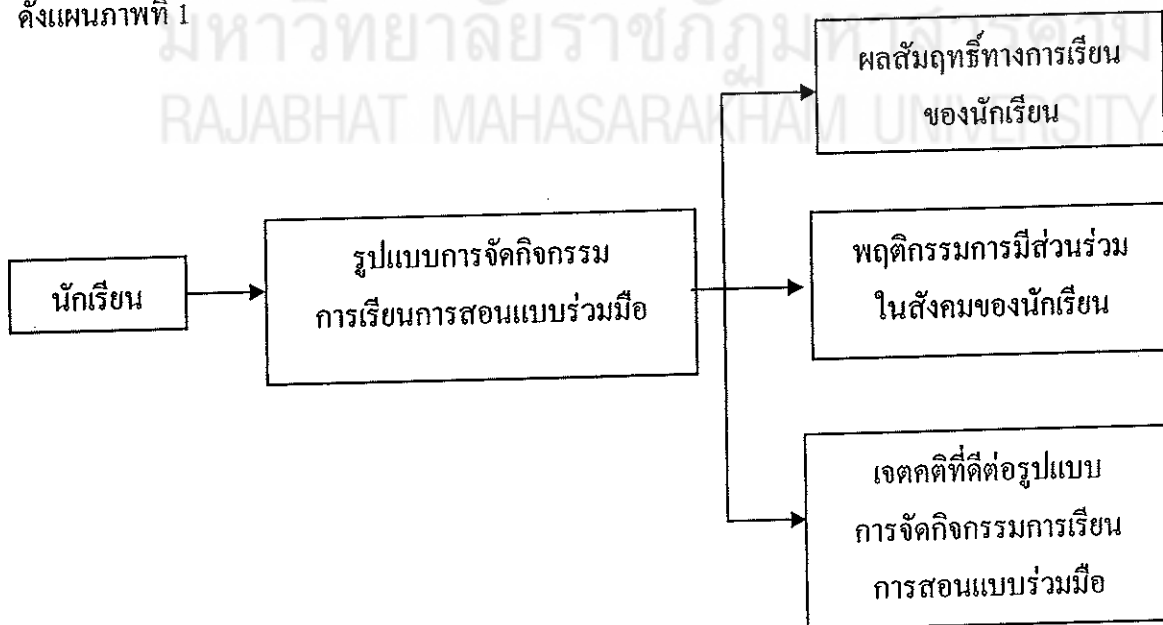 ดังแผนภาพที่ 1
มหาวิทยาลัยราชภัฏมหาสารคาม
RAJABHAT MAHASARAKHAM UNIVERSITY
ผลสัมฤทธิ์ทางการเรียน
ของนักเรียน
นักเรียน
รูปแบบการจัดกิจกรรม
การเรียนการสอนแบบร่วมมือ
พฤติกรรมการมีส่วนร่วม
ในสังคมของนักเรียน
เจตคติที่ดีต่อรูปแบบ
การจัดกิจกรรมการเรียน
การสอนแบบร่วมมือ